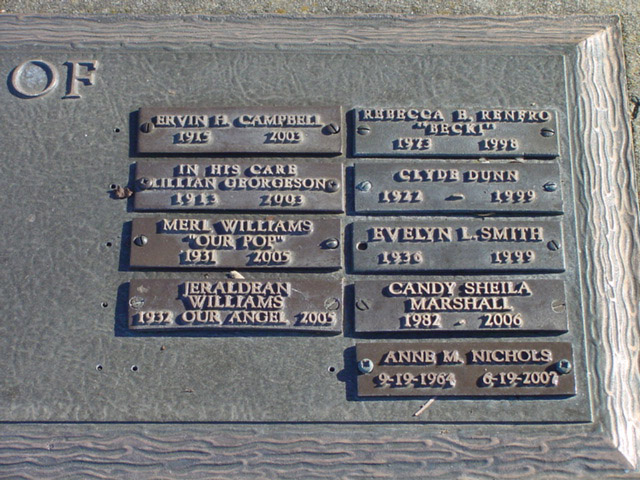 OF
ERVIN H. CAMPBELL
1915 2003
IN HIS CARE
LILLIAN GEORGESON
1913 2003
MERL WILLIAMS
"OUR POP"
1931 2005
JERALDEAN
WILLIAMS
1932 OUR ANGEL 2005
REBECCA B. RENFRO
"BECKI"
1973 1998
CLYDE DUNN
1922 - 1999
EVELYN L. SMITH
1936 1999
CANDY SHEILA
MARSHALL
1982 - 2006
ANNE M. NICHOLS
9-19-1964 6-19-2007